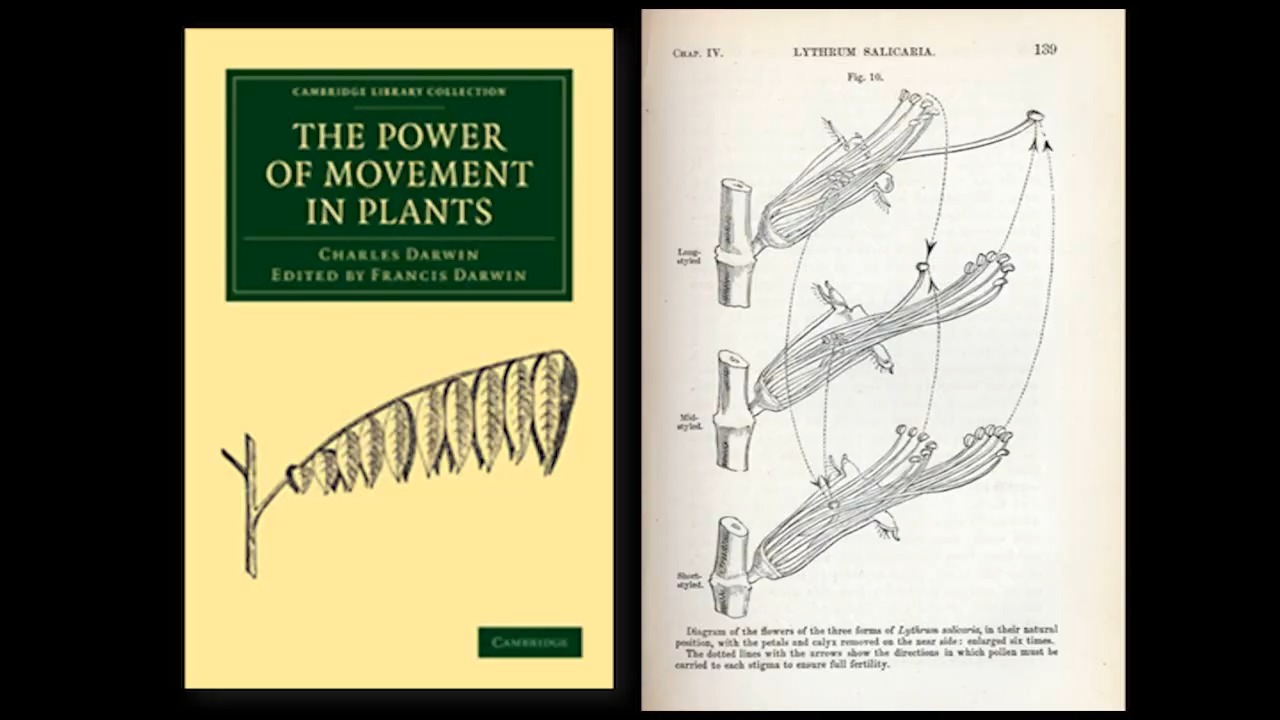 CAMBRIDGE LIBRARY COLLECTION
THE POWER
OF MOVEMENT
IN PLANTS
CHARLES DARWIN
EDITED BY FRANCIS DARWIN
CAMBRIDGE
CHAP. IV. LYTHRUM SALICARIA. 139
Fig. 10.
Long-
styled
Mid-
styled.
Short-
styled.
Diagram of the flowers of the three forms of Lythrum salicaria, in their natural
position, with the petals and calyx removed on the near side: enlarged six times.
The dotted lines with the arrows show the directions in which pollen must be
carried to each stigma to ensure full fertility.